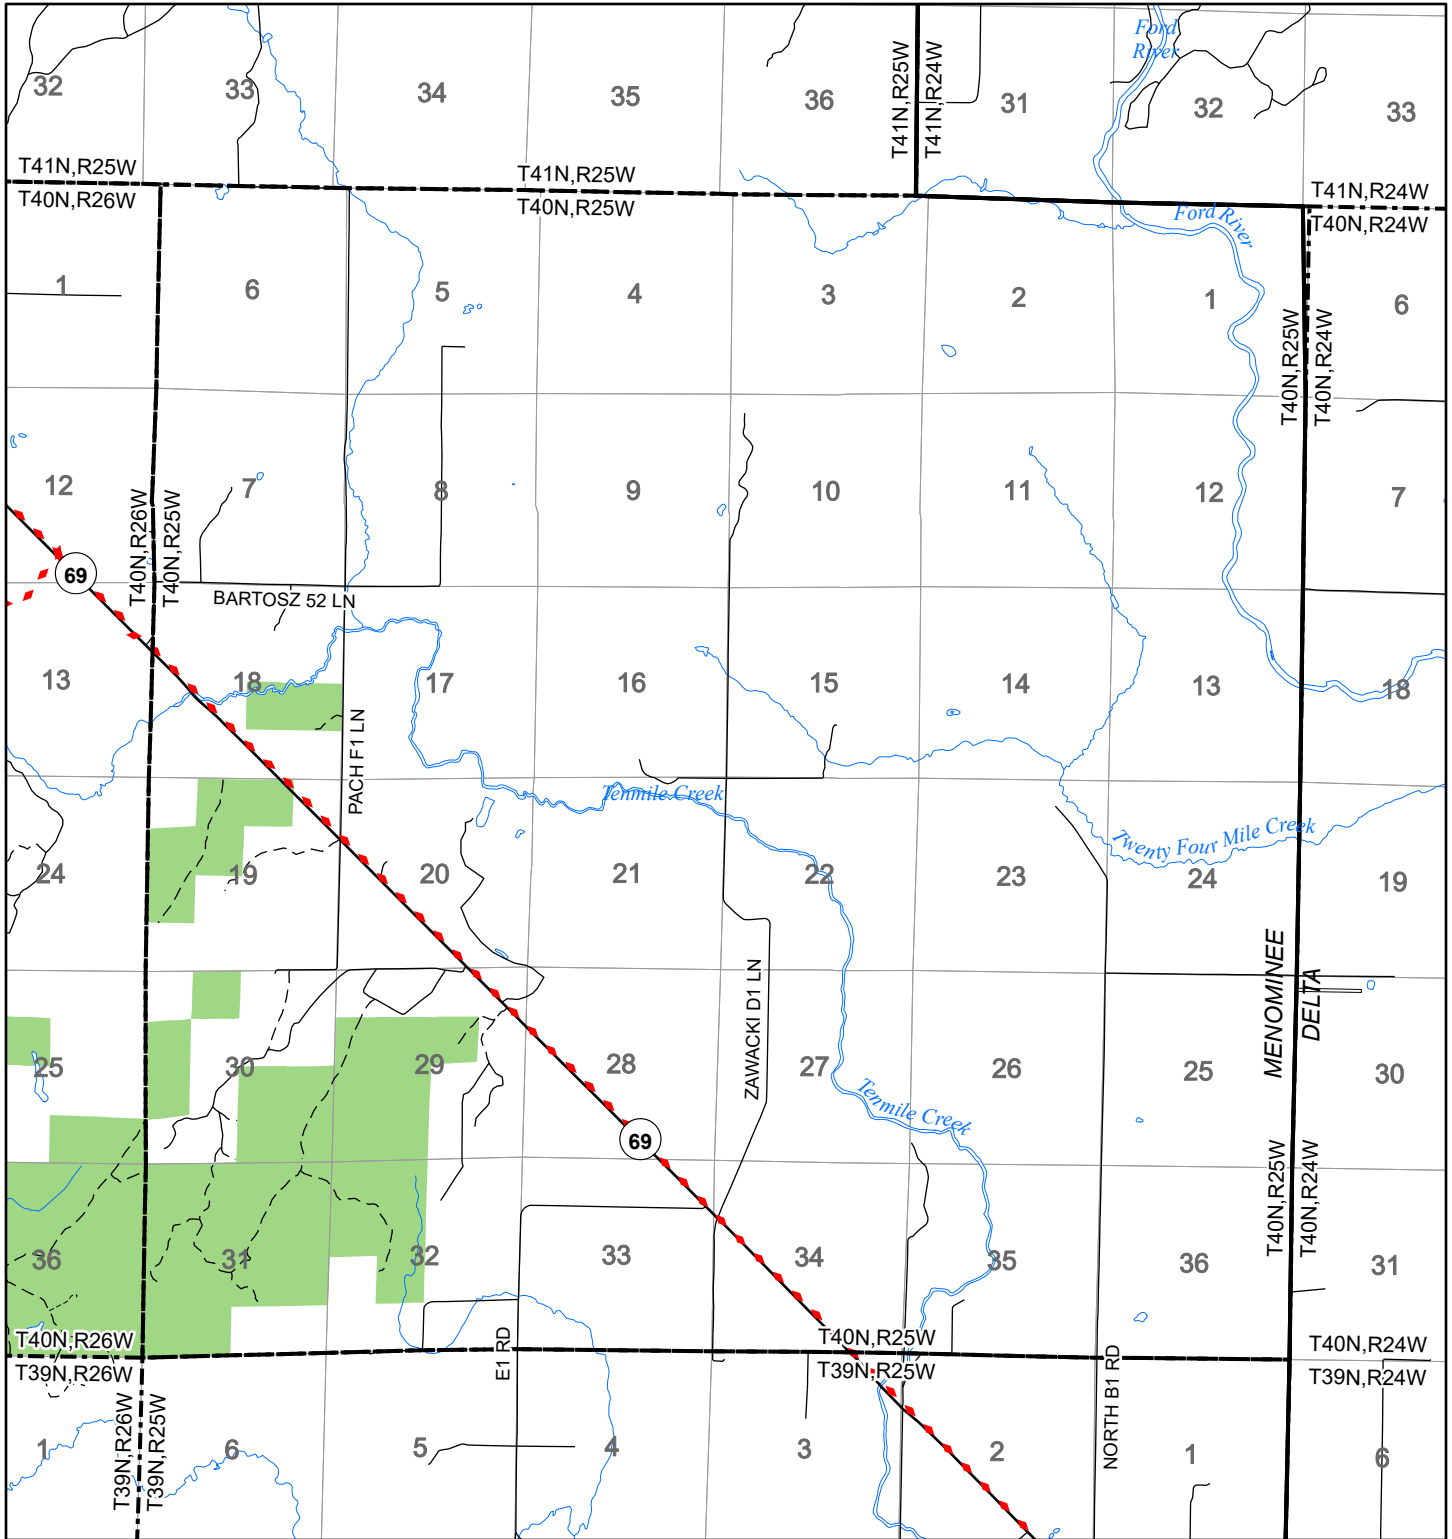 Ford
River
32
33
34
35
36
T41N,R25W
T41N,R24W
31
32
33
T41N,R25W
T40N,R26W
T41N,R25W
T40N,R25W
T41N,R24W
T40N,R24W
Ford River
1
6
5
4
3
2
1
6
T40N,R25W
T40N,R24W
12
7
8
9
10
11
12
7
T40N,R26W
T40N,R25W
69
BARTOSZ 52 LN
13
18
17
16
15
14
13
18
PACH F1 LN
Tenmile Creek
Twenty Four Mile Creek
24
19
20
21
22
23
24
19
ZAWACKI D1 LN
MENOMINEE
DELTA
25
30
29
28
27
26
25
30
Tenmile Creek
69
T40N,R25W
T40N,R24W
36
31
32
33
34
35
36
31
T40N,R26W
T39N,R26W
E1 RD
T40N,R25W
T39N,R25W
NORTH B1 RD
T40N,R24W
T39N,R24W
T39N,R26W
T39N,R25W
1
6
5
4
3
2
1
6